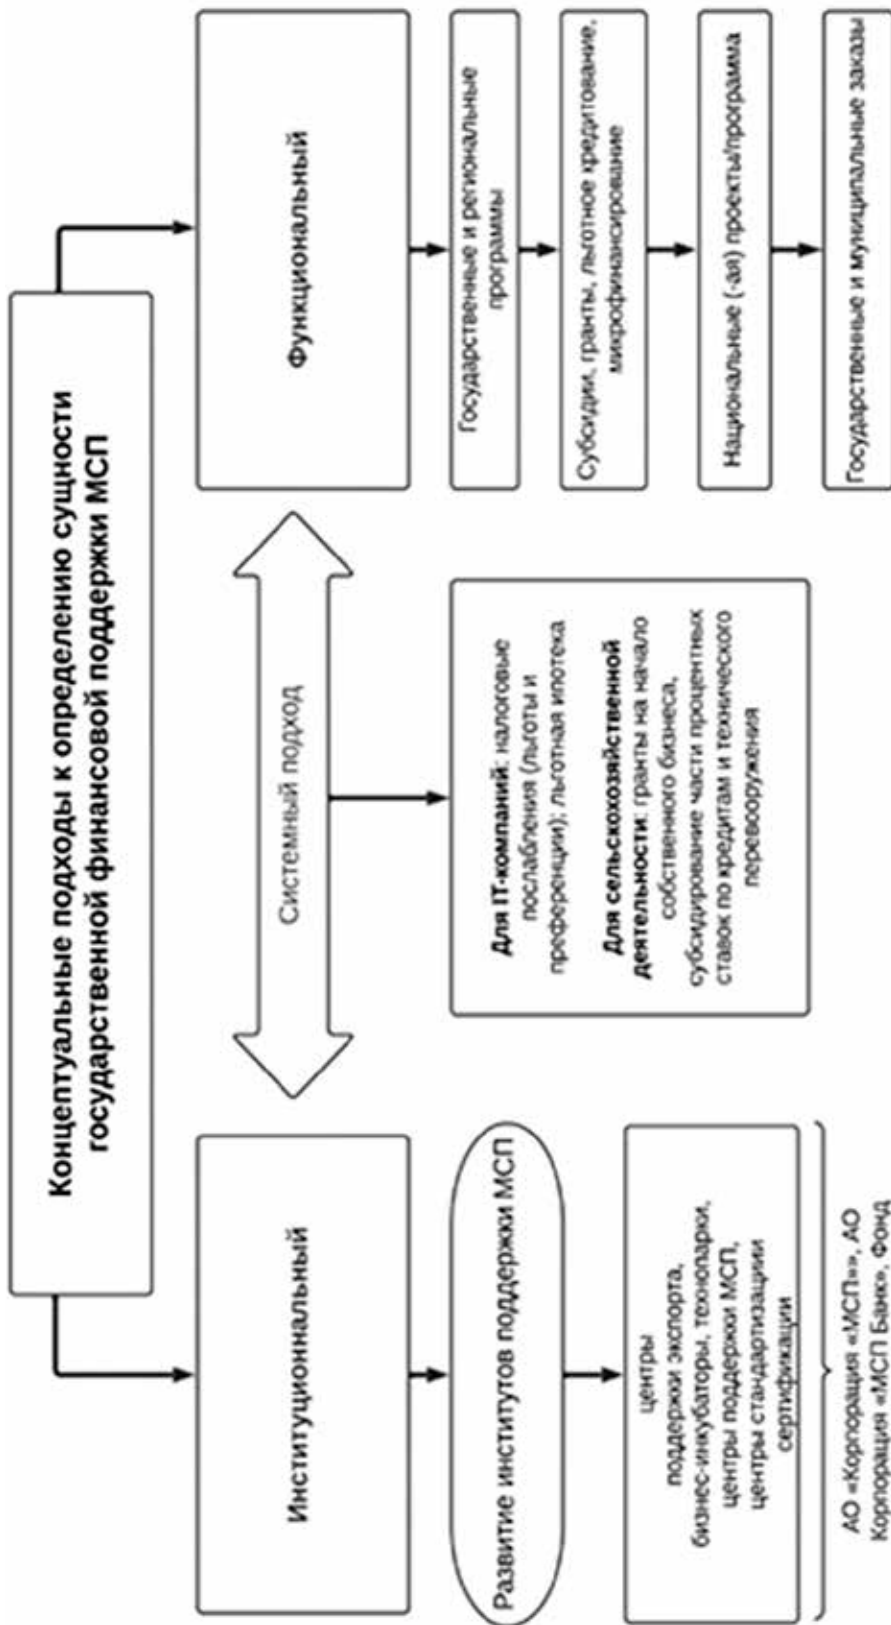 Концептуальные подходы к определению сущности
государственной финансовой поддержки МСП
Институциональный
Системный подход
Функциональный
Развитие институтов поддержки МСП
центры
поддержки экспорта,
бизнес-инкубаторы, технопарки,
центры поддержки МСП,
центры стандартизации
сертификации
АО «Корпорация «МСП»», АО
Корпорация «МСП Банк», Фонд
Для IT-компаний: налоговые
послабления (льготы и
преференции); льготная ипотека
Для сельскохозяйственной
деятельности: гранты на начало
собственного бизнеса,
субсидирование части процентных
ставок по кредитам и технического
перевооружения
Государственные и региональные
программы
Субсидии, гранты, льготное кредитование,
микрофинансирование
Национальные (-ая) проекты/программа
Государственные и муниципальные заказы